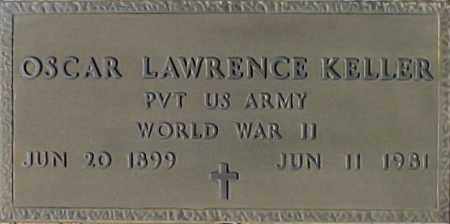 OSCAR LAWRENCE KELLER
PVT US ARMY
WORLD WAR II
JUN 20 1899 JUN 11 1981